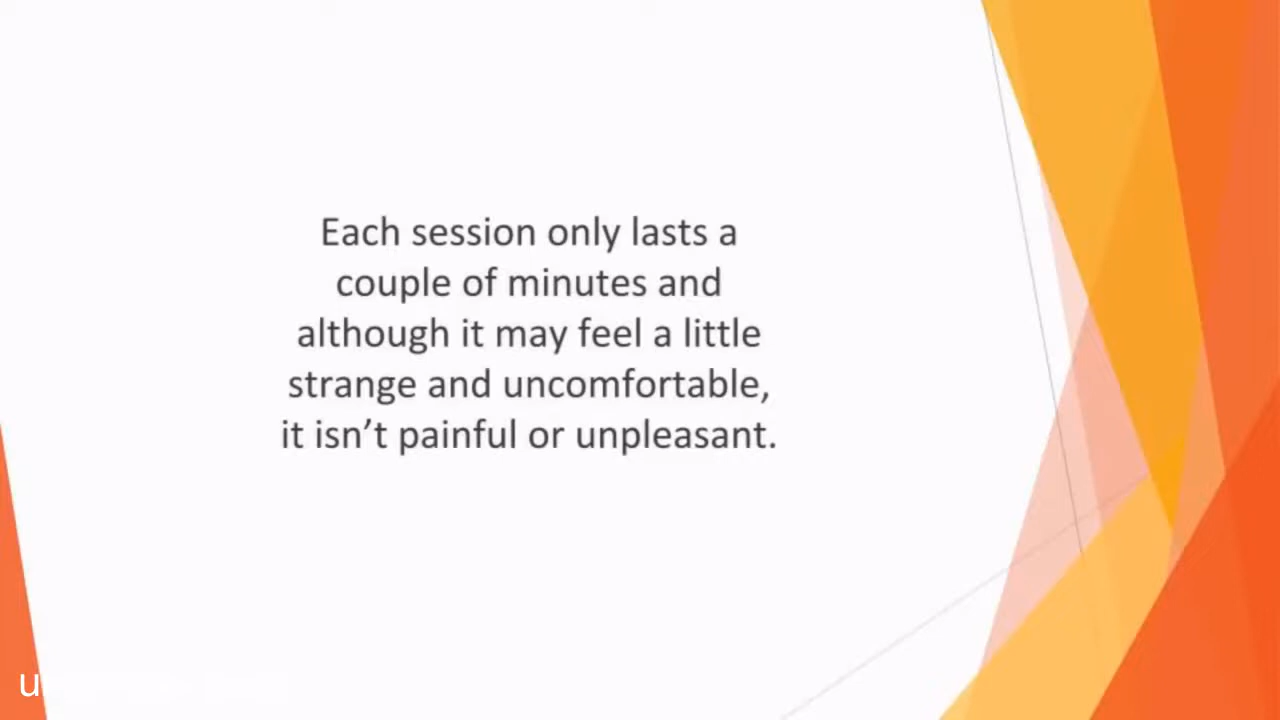 Each session only lasts a
couple of minutes and
although it may feel a little
strange and uncomfortable,
it isn’t painful or unpleasant.